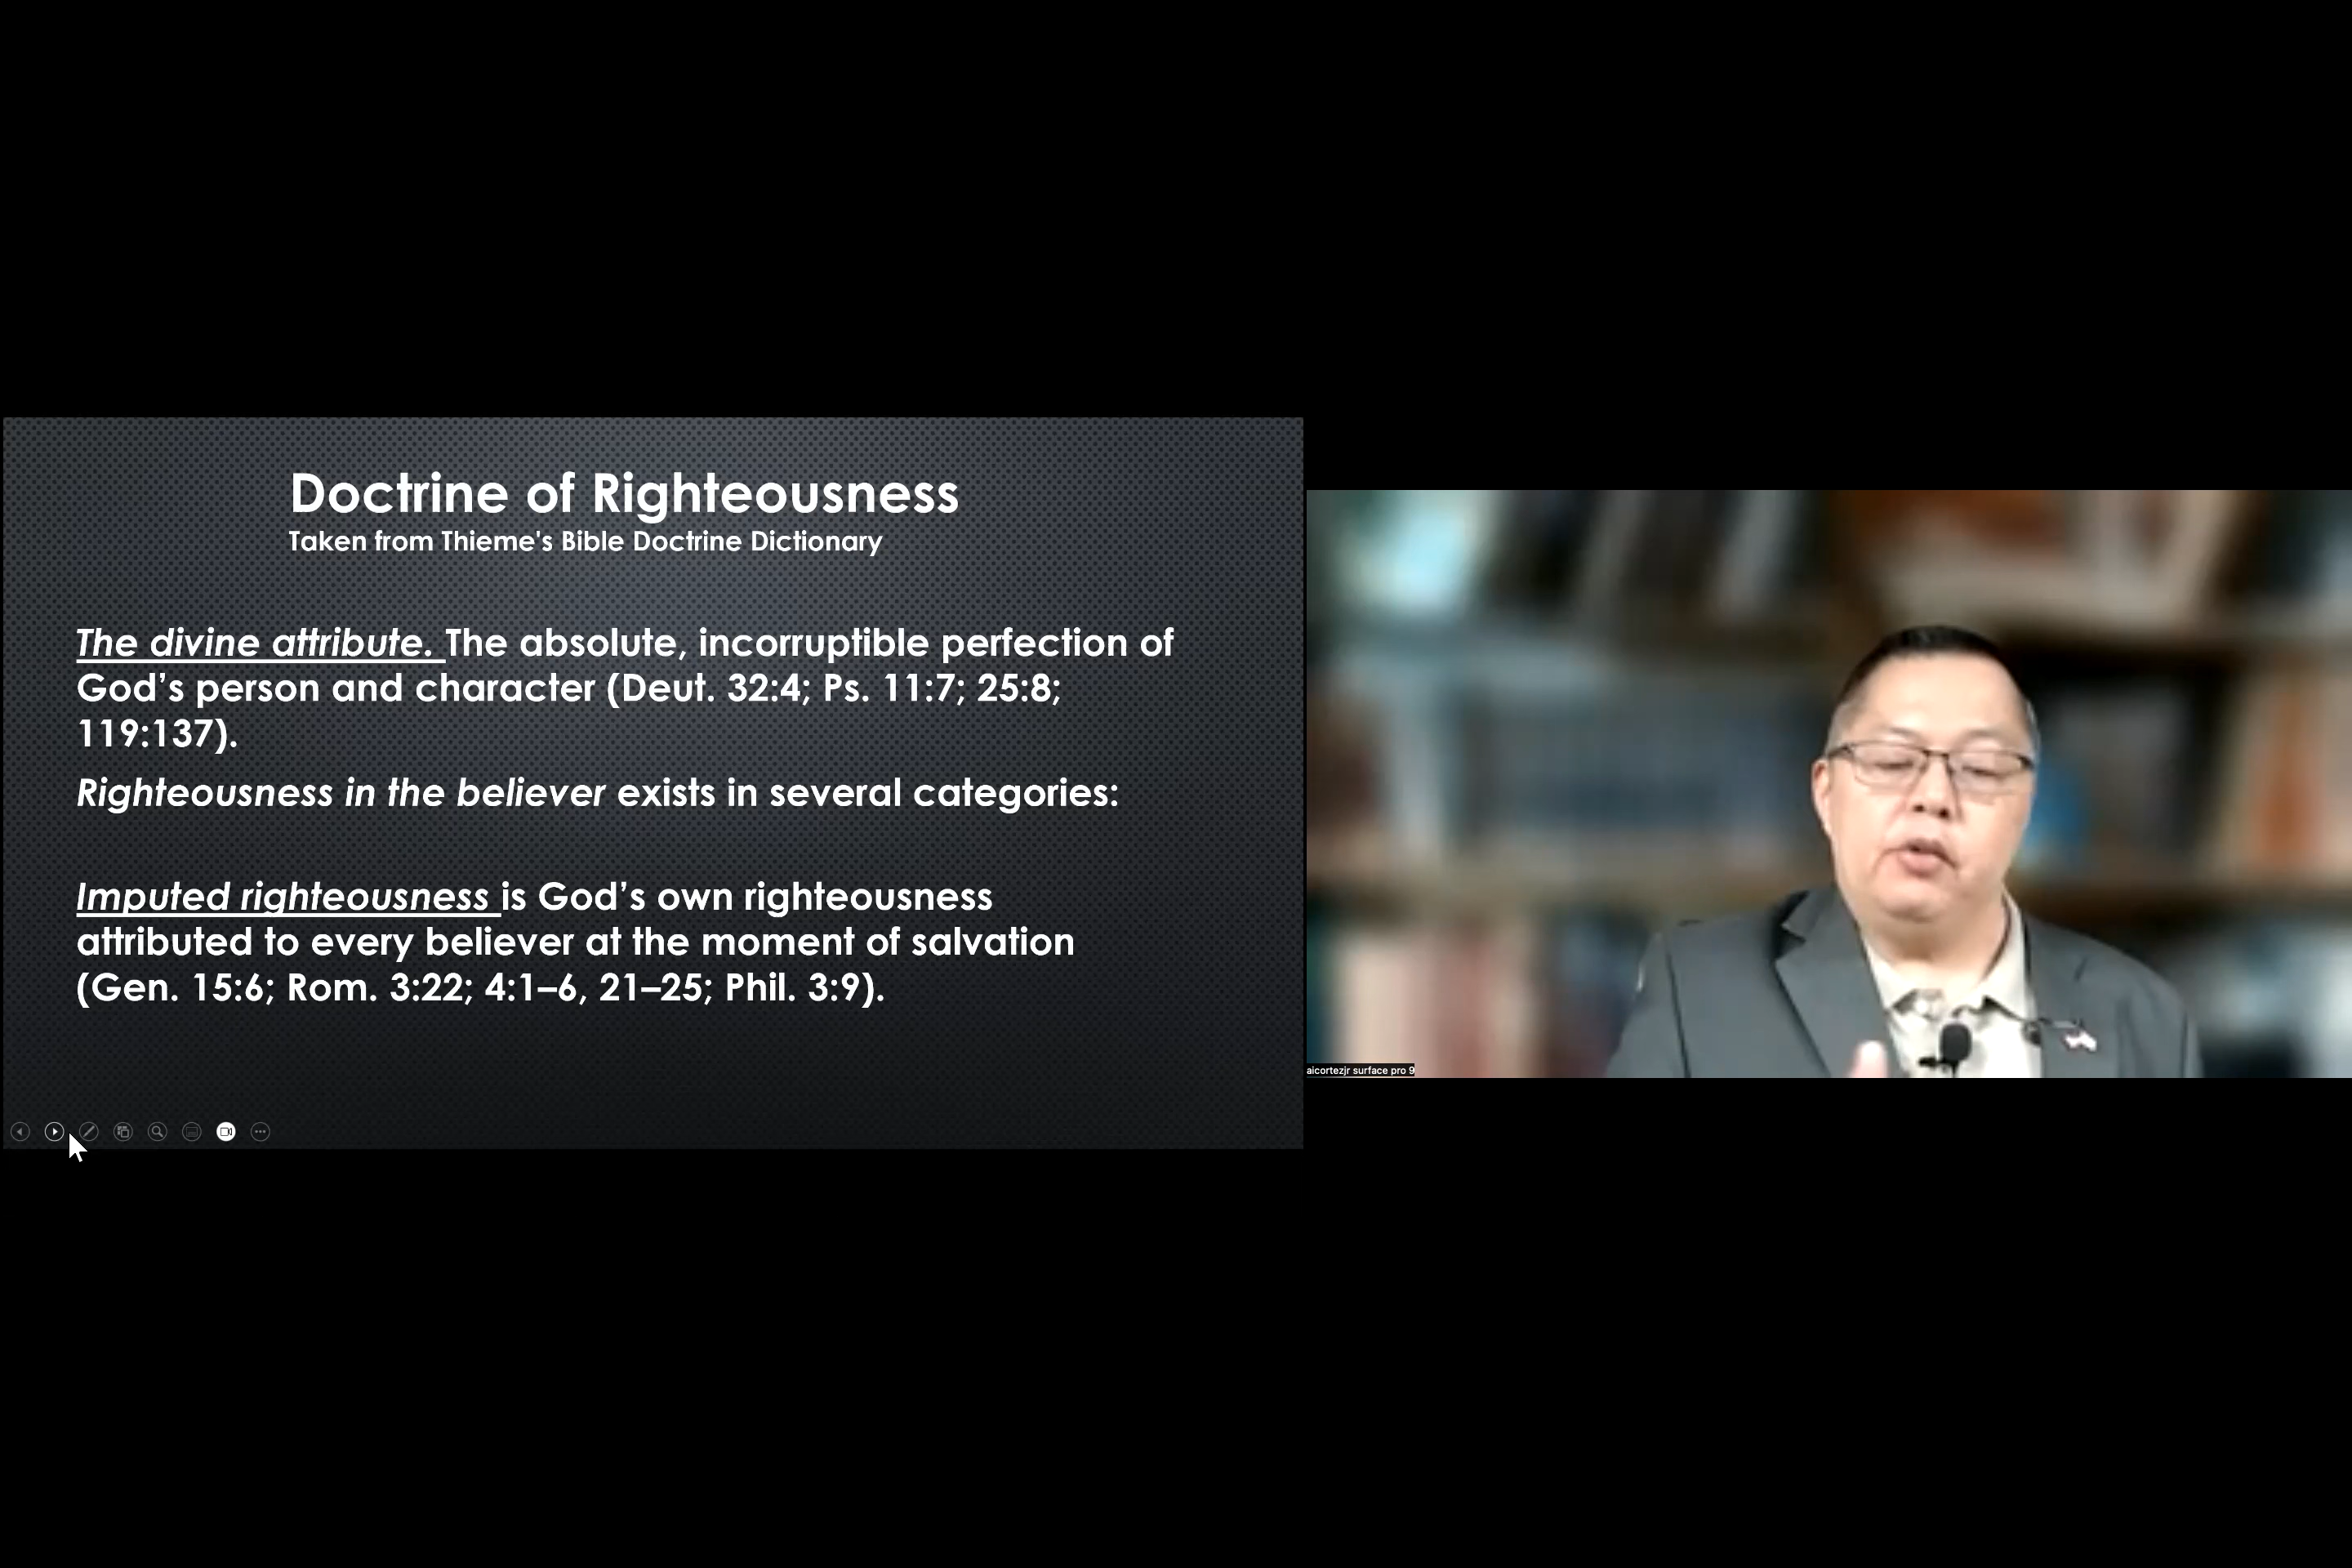 Doctrine of Righteousness
Taken from Thieme's Bible Doctrine Dictionary
The divine attribute. The absolute, incorruptible perfection of
God’s person and character (Deut. 32:4; Ps. 11:7; 25:8;
119:137).
Righteousness in the believer exists in several categories:
Imputed righteousness is God’s own righteousness
attributed to every believer at the moment of salvation
(Gen. 15:6; Rom. 3:22; 4:1–6, 21–25; Phil. 3:9).
aicortezjr surface pro 9